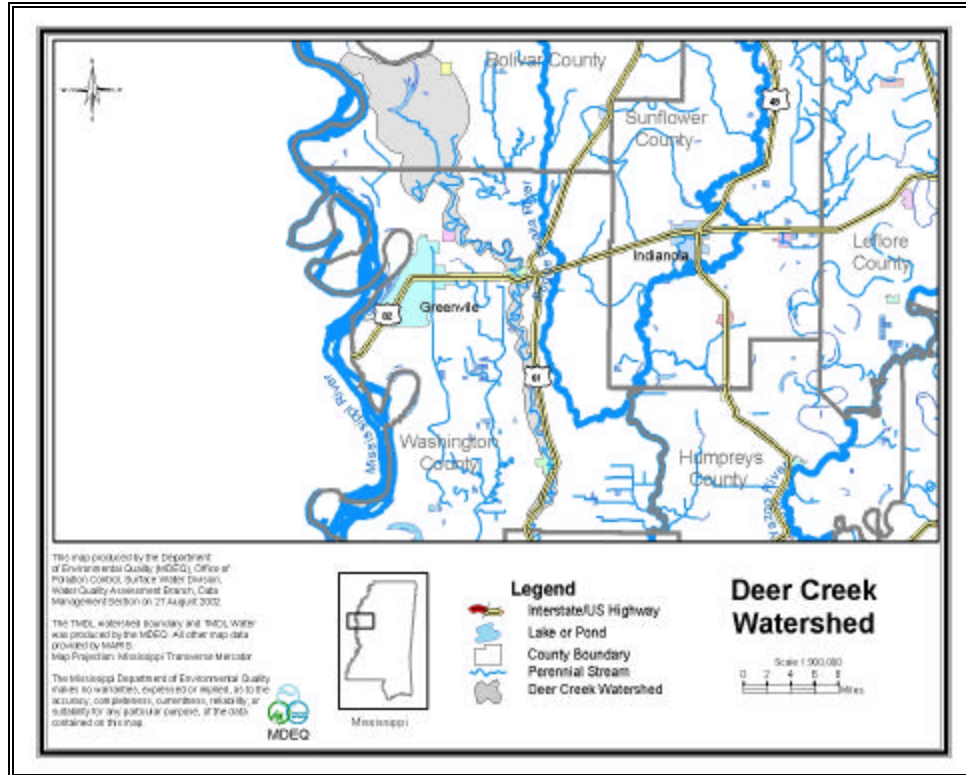 Bolivar County
49
Sunflower
County
Indianola
Leflore
County
Greenville
82
61
Mississippi River
Washington
County
Humpreys
County
Yazoo River
This map produced by the Department
of Environmental Quality (MDEQ), Office of
Pollution Control, Surface Water Division,
Water Quality Assessment Branch, Data
Management Section on 27 August 2002.
The TMDL watershed boundary and TMDL Water
was produced by the MDEQ. All other map data
provided by MARIS.
Map Projection: Mississippi Transverse Mercator
The Mississippi Department of Environmental Quality
makes no warranties, expressed or implied, as to the
accuracy, completeness, currentness, reliability, or
suitability for any particular purpose, of the data
contained on this map.
MDEQ
Mississippi
Legend
Interstate/US Highway
Lake or Pond
County Boundary
Perennial Stream
Deer Creek Watershed
Deer Creek
Watershed
Scale 1:900,000
0 2 4 6 8
Miles